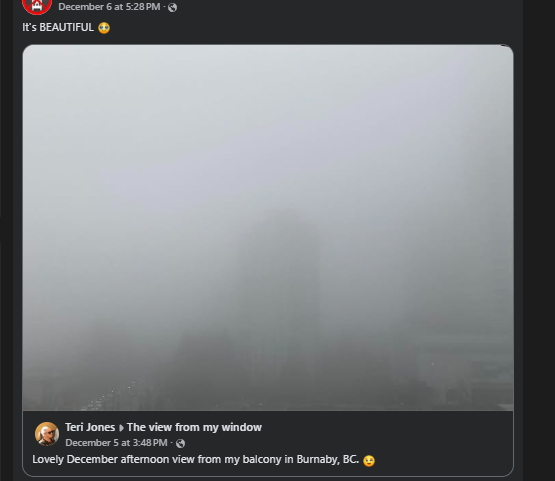 December 6 at 5:28 PM ·
It's BEAUTIFUL 🥹
Teri Jones ▸ The view from my window
December 5 at 3:48 PM ·
Lovely December afternoon view from my balcony in Burnaby, BC. 😉